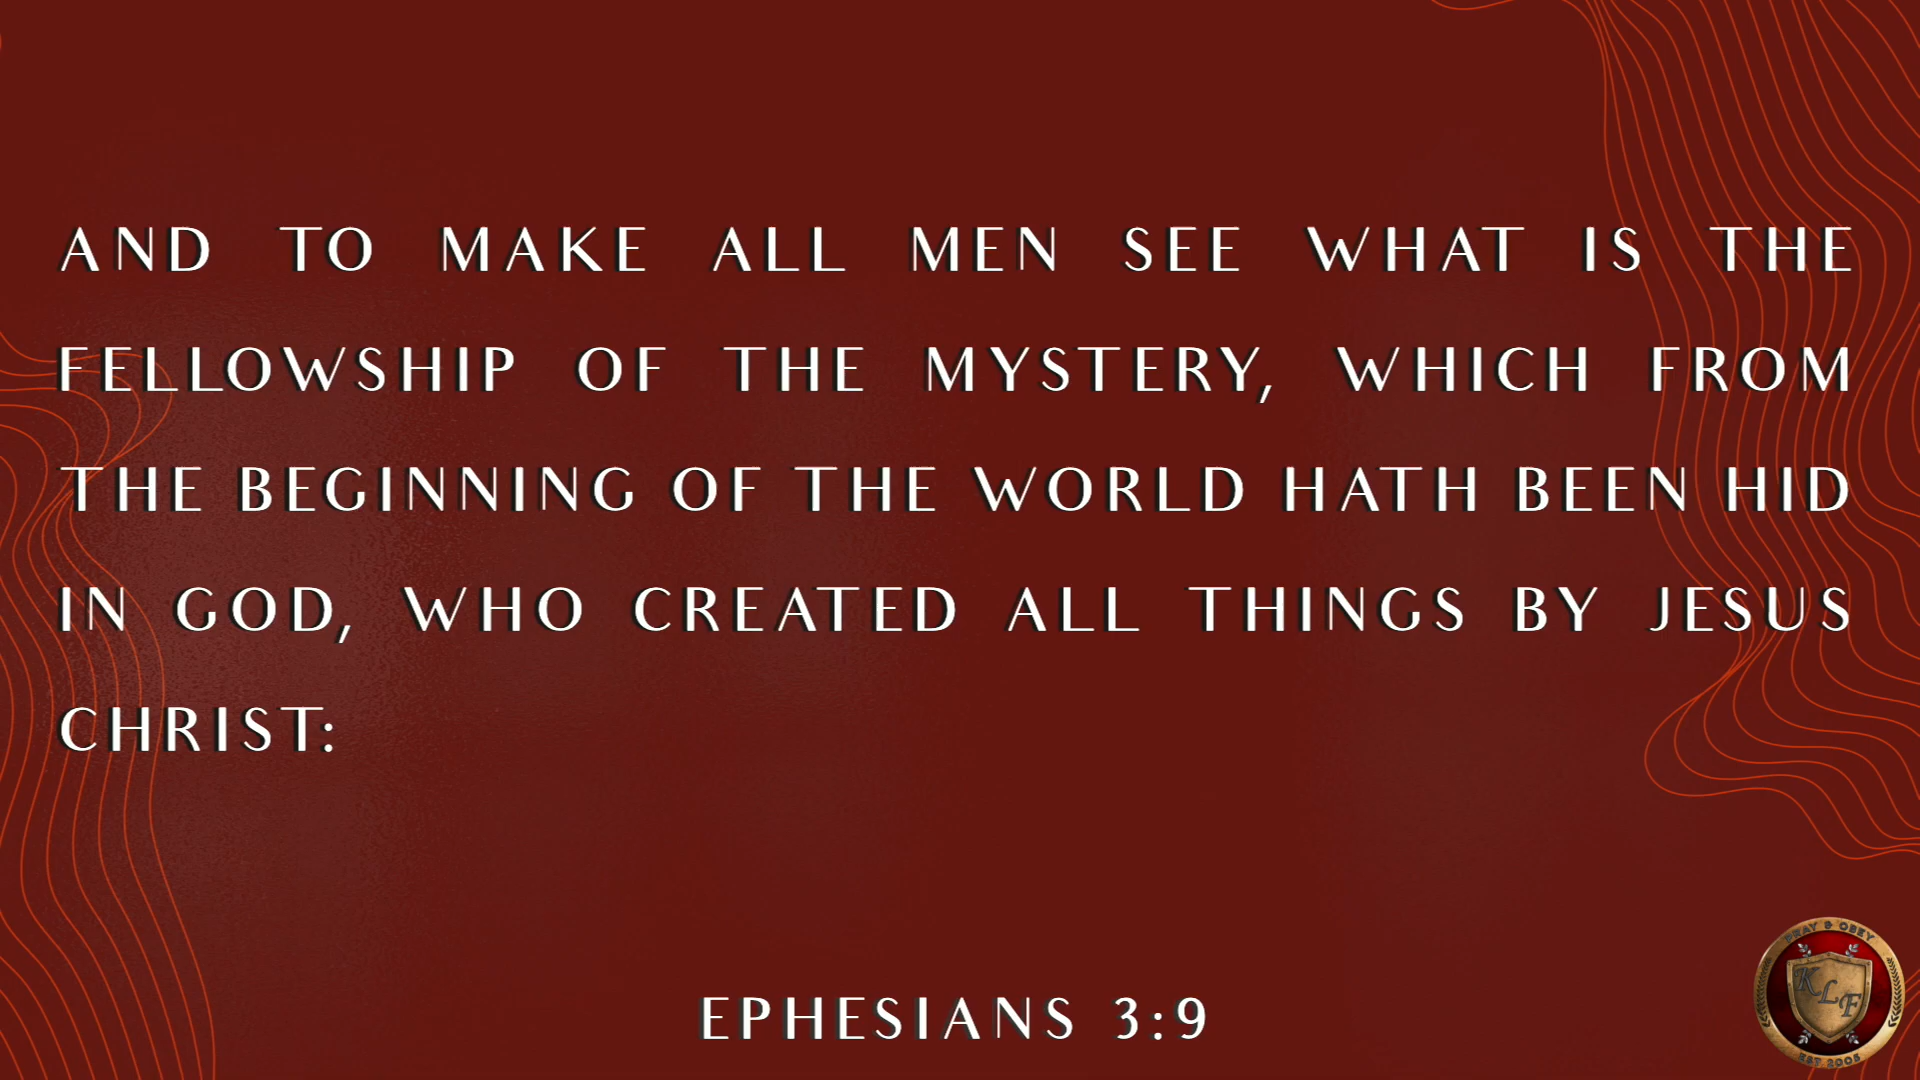 AND TO MAKE ALL MEN SEE WHAT IS THE
FELLOWSHIP OF THE MYSTERY, WHICH FROM
THE BEGINNING OF THE WORLD HATH BEEN HID
IN GOD, WHO CREATED ALL THINGS BY JESUS
CHRIST:
EPHESIANS 3:9
PRAY & OBEY
KLF
EST 2005